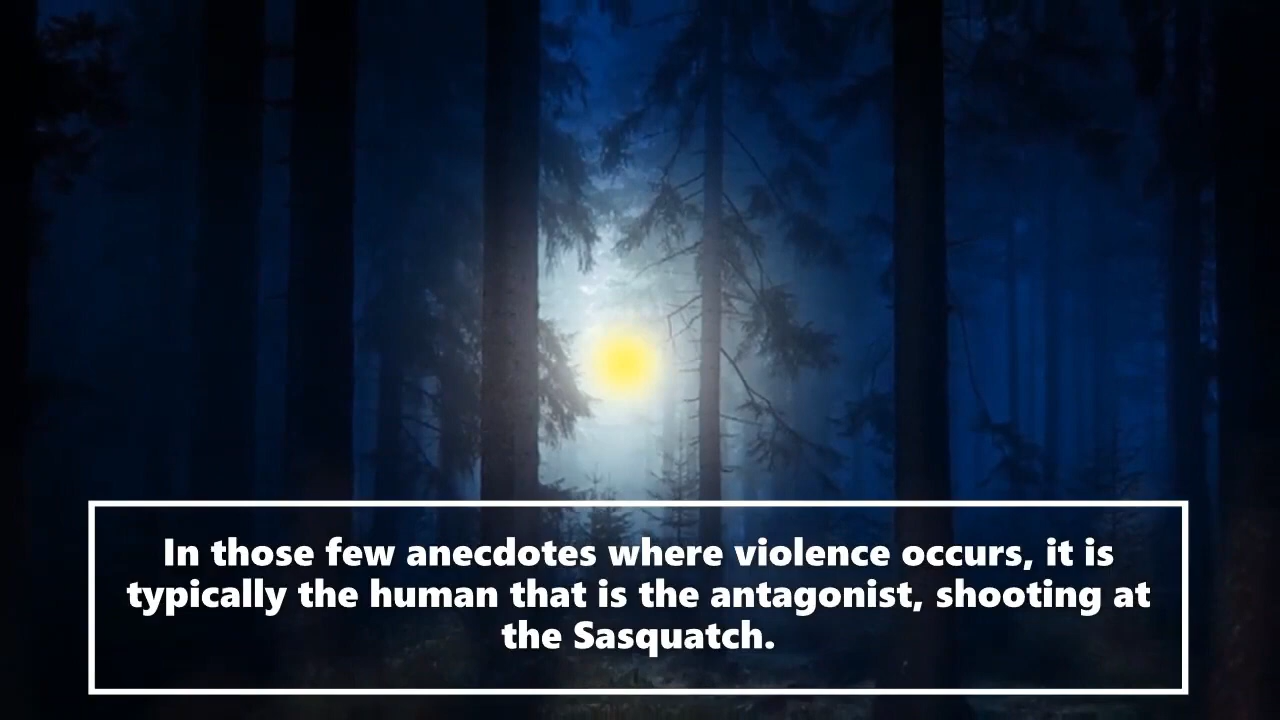 In those few anecdotes where violence occurs, it is
typically the human that is the antagonist, shooting at
the Sasquatch.